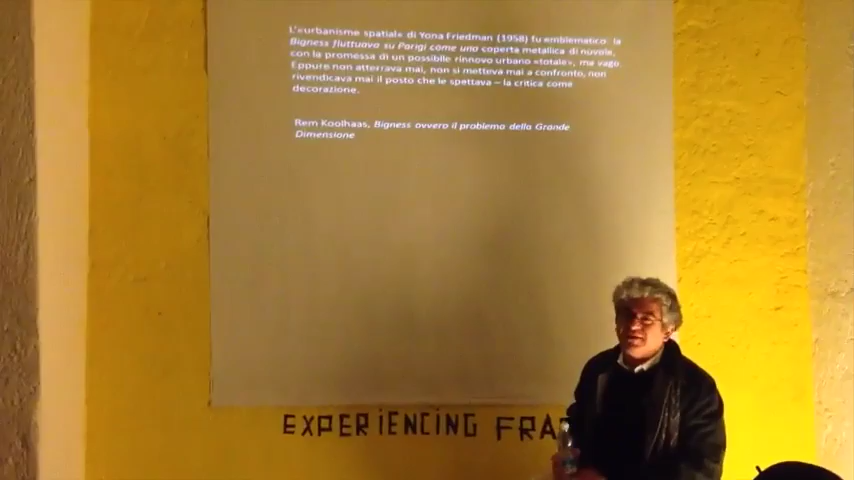 L'«urbanisme spatial» di Yona Friedman (1958) fu emblematico: la
Bigness fluttuava su Parigi come una coperta metallica di nuvole,
con la promessa di un possibile rinnovo urbano «totale», ma vago.
Eppure non atterrava mai, non si metteva mai a confronto, non
rivendicava mai il posto che le spettava – la critica come
decorazione.
Rem Koolhaas, Bigness ovvero il problema della Grande
Dimensione
EXPERIENCING FRA